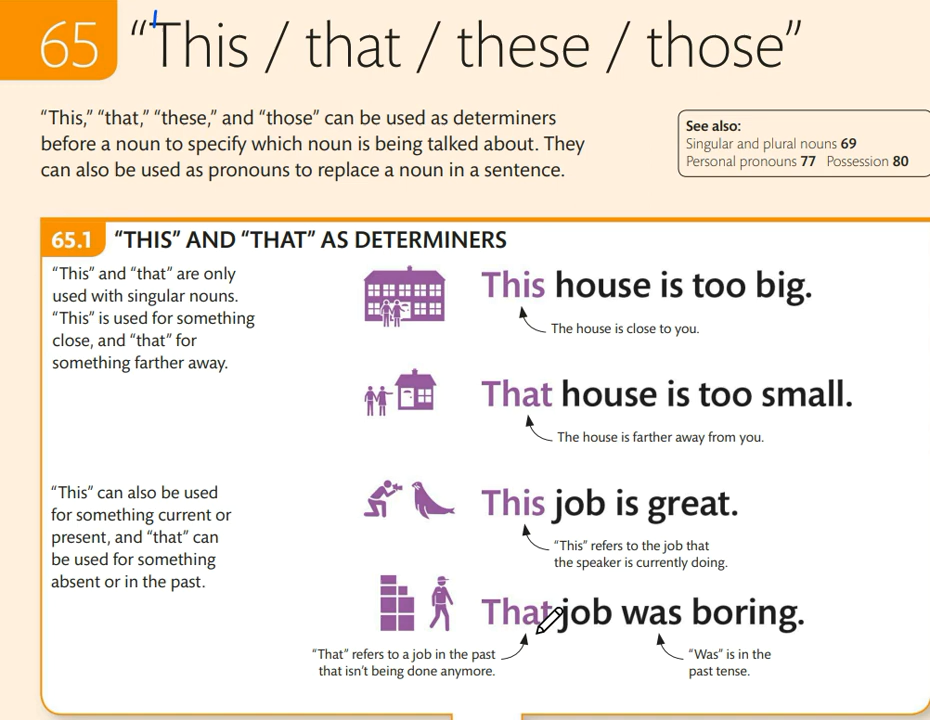 65
“This / that / these / those”
“This,” “that,” “these,” and “those” can be used as determiners
before a noun to specify which noun is being talked about. They
can also be used as pronouns to replace a noun in a sentence.
See also:
Singular and plural nouns 69
Personal pronouns 77 Possession 80
65.1 “THIS” AND “THAT” AS DETERMINERS
“This” and “that” are only
used with singular nouns.
“This” is used for something
close, and “that” for
something farther away.
This house is too big.
The house is close to you.
That house is too small.
The house is farther away from you.
“This” can also be used
for something current or
present, and “that” can
be used for something
absent or in the past.
This job is great.
“This” refers to the job that
the speaker is currently doing.
That job was boring.
“That” refers to a job in the past
that isn’t being done anymore.
“Was” is in the
past tense.